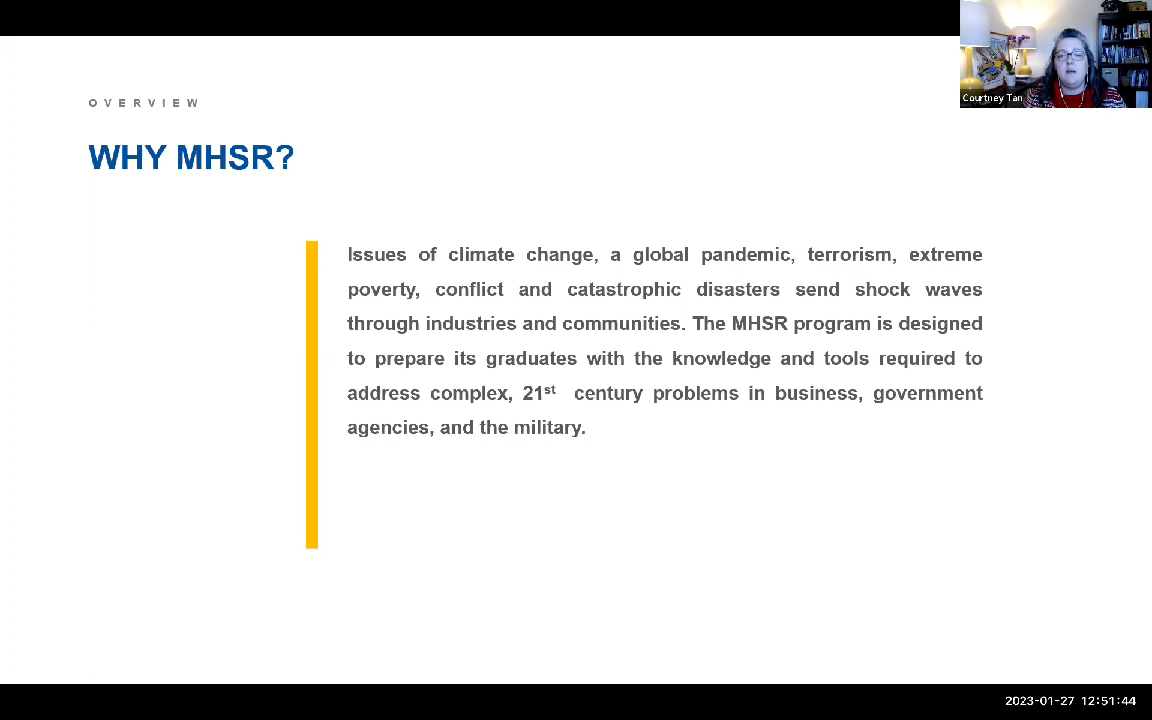 OVERVIEW
WHY MHSR?
Issues of climate change, a global pandemic, terrorism, extreme
poverty, conflict and catastrophic disasters send shock waves
through industries and communities. The MHSR program is designed
to prepare its graduates with the knowledge and tools required to
address complex, 21st century problems in business, government
agencies, and the military.
Courtney Tan
2023-01-27 12:51:44